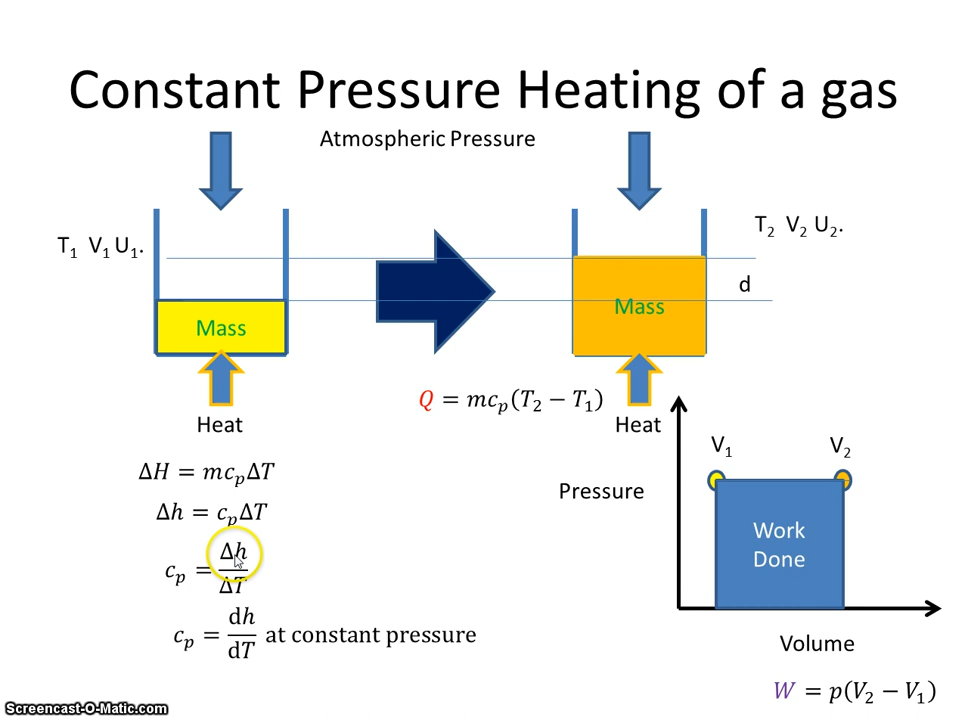 Constant Pressure Heating of a gas
Atmospheric Pressure
T₁ V₁ U₁.
T₂ V₂ U₂.
d
Mass
Mass
Q = mcₚ(T₂ − T₁)
Heat
Heat
V₁
V₂
ΔH = mcₚΔT
Δh = cₚΔT
Pressure
Work
Done
cₚ = Δh/ΔT
cₚ = dh/dT at constant pressure
Volume
W = p(V₂ − V₁)
Screencast-O-Matic.com